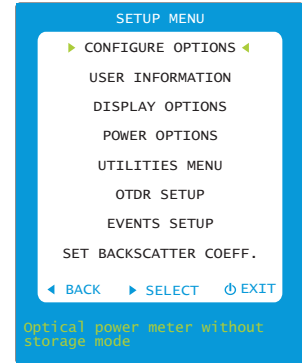 SETUP MENU
CONFIGURE OPTIONS
USER INFORMATION
DISPLAY OPTIONS
POWER OPTIONS
UTILITIES MENU
OTDR SETUP
EVENTS SETUP
SET BACKSCATTER COEFF.
BACK SELECT EXIT
Optical power meter without
storage mode